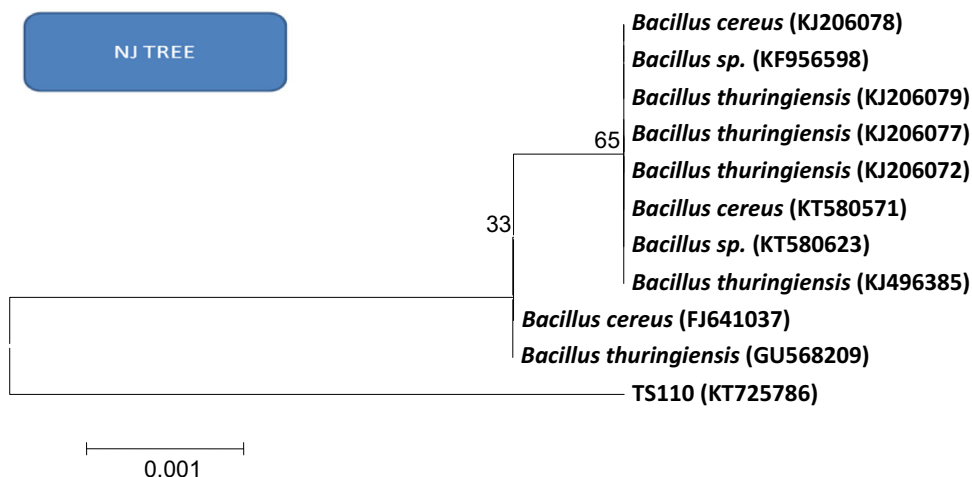 NJ TREE
Bacillus cereus (KJ206078)
Bacillus sp. (KF956598)
Bacillus thuringiensis (KJ206079)
Bacillus thuringiensis (KJ206077)
65
Bacillus thuringiensis (KJ206072)
Bacillus cereus (KT580571)
33
Bacillus sp. (KT580623)
Bacillus thuringiensis (KJ496385)
Bacillus cereus (FJ641037)
Bacillus thuringiensis (GU568209)
TS110 (KT725786)
0.001